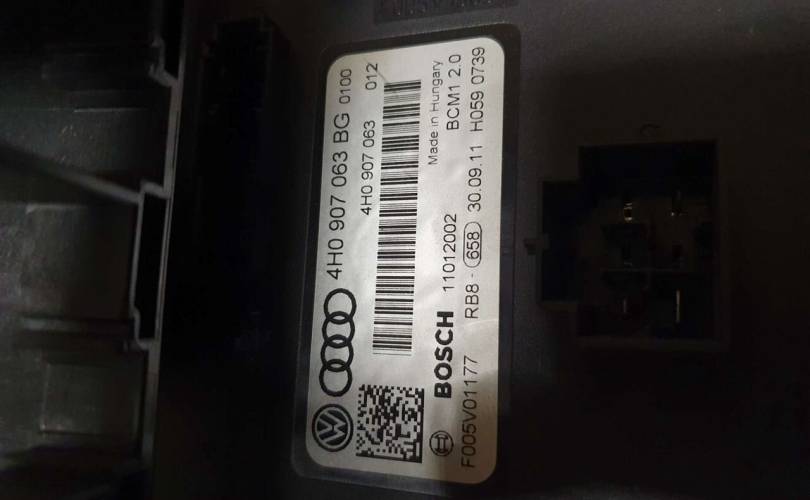 4H0 907 063 BG 0100
4H0 907 063 012
Made in Hungary
BOSCH 11012002 BCM1 2.0
F005V01177 RB8 - 658 30.09.11 H059 0739